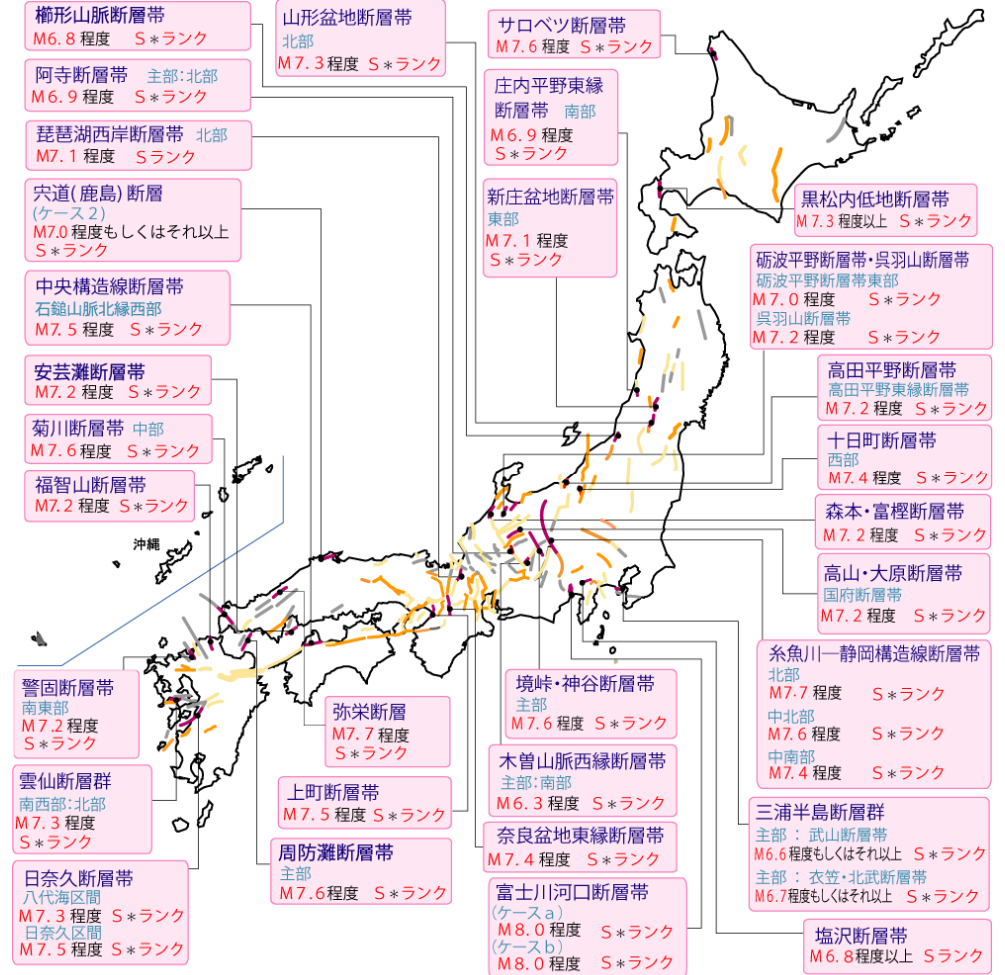 櫛形山脈断層帯
M6.8 程度 S＊ランク
阿寺断層帯 主部：北部
M6.9 程度 S＊ランク
琵琶湖西岸断層帯 北部
M7.1 程度 Sランク
宍道(鹿島)断層
(ケース2)
M7.0 程度もしくはそれ以上
S＊ランク
中央構造線断層帯
石鎚山脈北縁西部
M7.5 程度 S＊ランク
安芸灘断層帯
M7.2 程度 S＊ランク
菊川断層帯 中部
M7.6 程度 S＊ランク
福智山断層帯
M7.2 程度 S＊ランク
沖縄
山形盆地断層帯
北部
M7.3 程度 S＊ランク
サロベツ断層帯
M7.6 程度 S＊ランク
庄内平野東縁
断層帯 南部
M6.9 程度
S＊ランク
新庄盆地断層帯
東部
M7.1 程度
S＊ランク
黒松内低地断層帯
M7.3 程度以上 S＊ランク
砺波平野断層帯・呉羽山断層帯
砺波平野断層帯東部
M7.0 程度 S＊ランク
呉羽山断層帯
M7.2 程度 S＊ランク
高田平野断層帯
高田平野東縁断層帯
M7.2 程度 S＊ランク
十日町断層帯
西部
M7.4 程度 S＊ランク
森本・富樫断層帯
M7.2 程度 S＊ランク
高山・大原断層帯
国府断層帯
M7.2 程度 S＊ランク
糸魚川―静岡構造線断層帯
北部
M7.7 程度 S＊ランク
中北部
M7.6 程度 S＊ランク
中南部
M7.4 程度 S＊ランク
三浦半島断層群
主部 : 武山断層帯
M6.6程度もしくはそれ以上 S＊ランク
主部 : 衣笠・北武断層帯
M6.7程度もしくはそれ以上 S＊ランク
塩沢断層帯
M6.8程度以上 Sランク
警固断層帯
南東部
M7.2 程度
S＊ランク
雲仙断層群
南西部：北部
M7.3 程度
S＊ランク
日奈久断層帯
八代海区間
M7.3 程度 S＊ランク
日奈久区間
M7.5 程度 S＊ランク
弥栄断層
M7.7 程度
S＊ランク
上町断層帯
M7.5 程度 S＊ランク
周防灘断層帯
主部
M7.6程度 S＊ランク
境峠・神谷断層帯
主部
M7.6 程度 S＊ランク
木曽山脈西縁断層帯
主部：南部
M6.3 程度 S＊ランク
奈良盆地東縁断層帯
M7.4 程度 S＊ランク
富士川河口断層帯
(ケースa)
M8.0 程度 S＊ランク
(ケースb)
M8.0 程度 S＊ランク